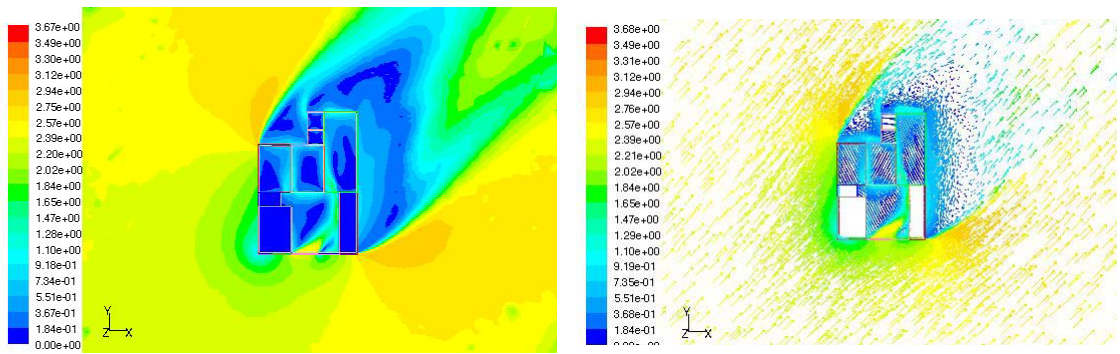 3.67e+00
3.49e+00
3.30e+00
3.12e+00
2.94e+00
2.75e+00
2.57e+00
2.39e+00
2.20e+00
2.02e+00
1.84e+00
1.65e+00
1.47e+00
1.29e+00
1.10e+00
9.18e-01
7.34e-01
5.51e-01
3.67e-01
1.84e-01
0.00e+00
Y
Z X
3.68e+00
3.49e+00
3.31e+00
3.12e+00
2.94e+00
2.76e+00
2.57e+00
2.39e+00
2.21e+00
2.02e+00
1.84e+00
1.65e+00
1.47e+00
1.29e+00
1.10e+00
9.19e-01
7.35e-01
5.51e-01
3.68e-01
1.84e-01
Y
Z X